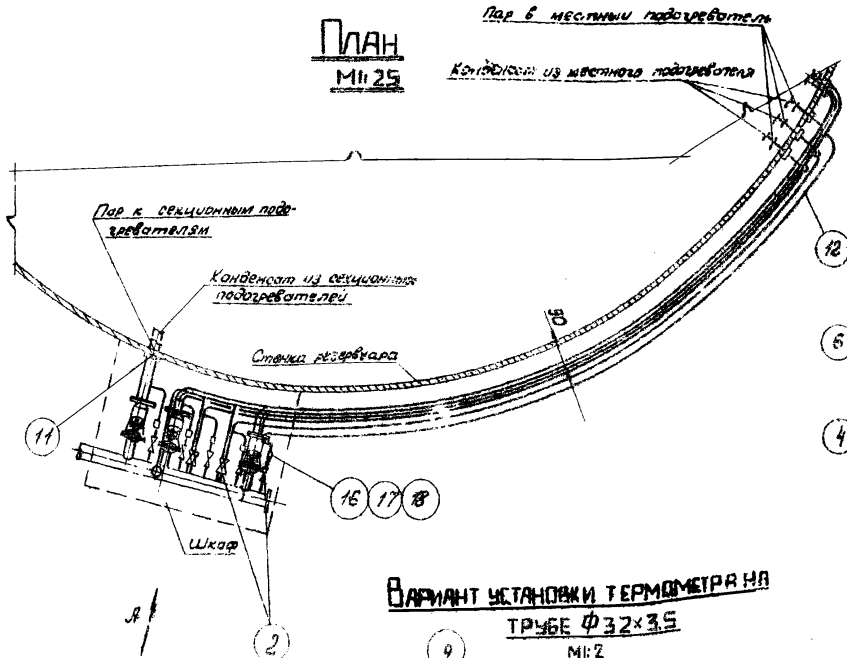 План
М1:25
Пар в местный подогреватель
Конденсат из местного подогревателя
Пар к секционным подо-
гревателям
Конденсат из секционных
подогревателей
Стенка резервуара
90
12
6
4
11
16 17 18
Шкаф
А
2
9
Вариант установки термометра на
трубе Ф32×3,5
М1:2